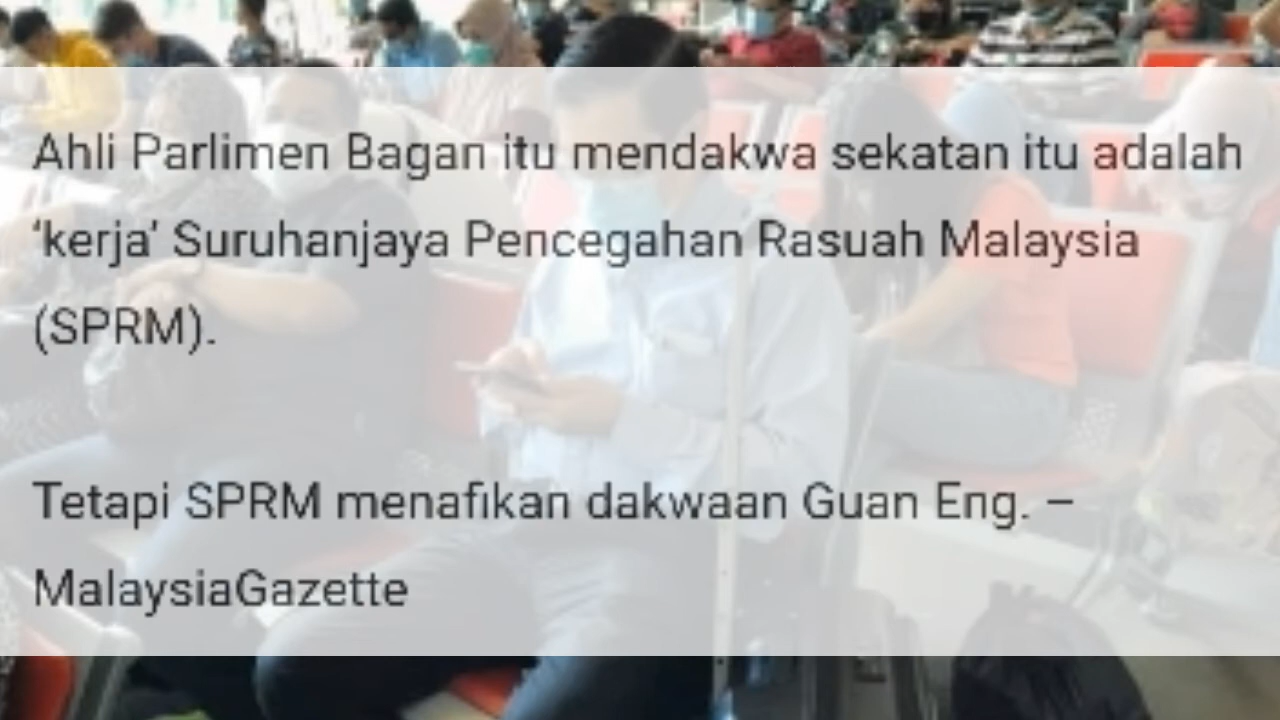 Ahli Parlimen Bagan itu mendakwa sekatan itu adalah
‘kerja’ Suruhanjaya Pencegahan Rasuah Malaysia
(SPRM).
Tetapi SPRM menafikan dakwaan Guan Eng. –
MalaysiaGazette